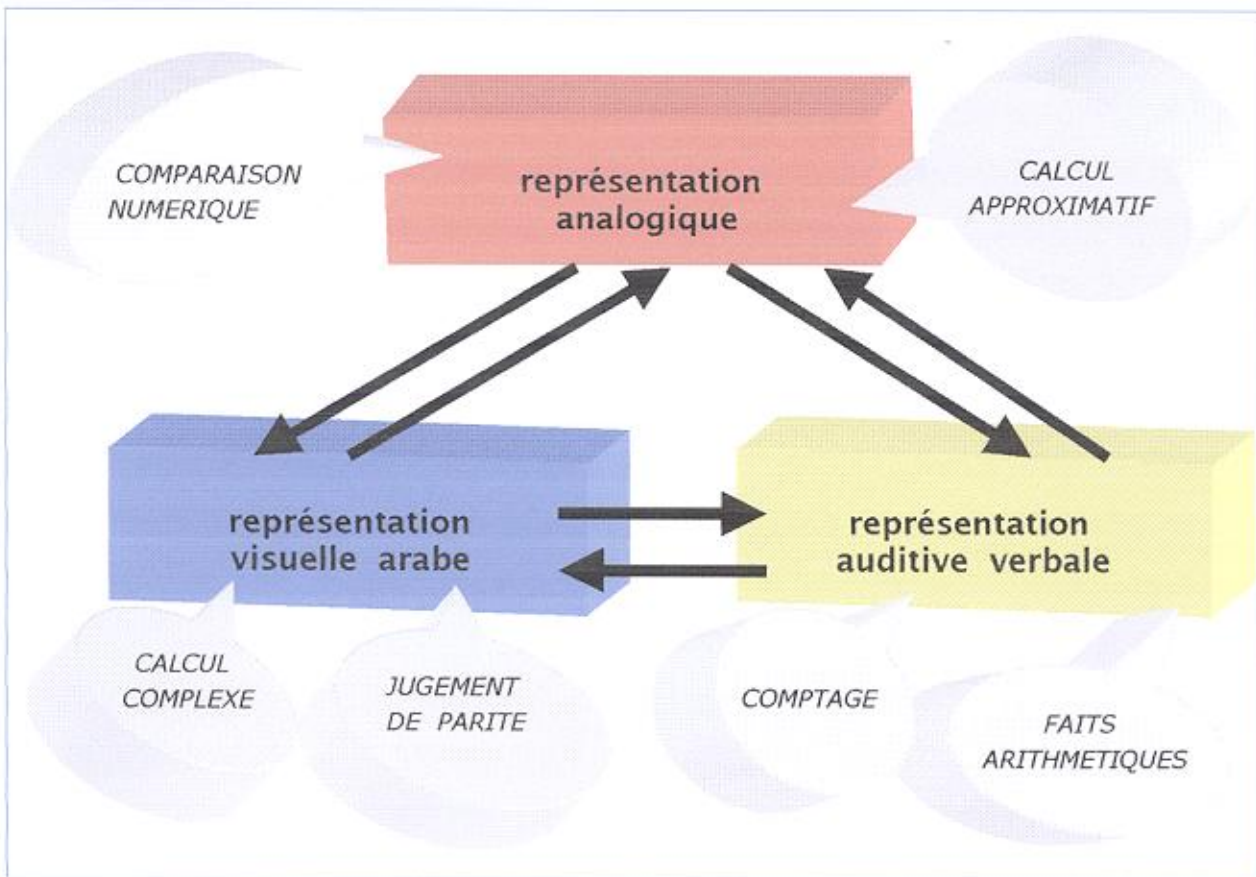 COMPARAISON
NUMERIQUE
représentation
analogique
CALCUL
APPROXIMATIF
représentation
visuelle arabe
représentation
auditive verbale
CALCUL
COMPLEXE
JUGEMENT
DE PARITE
COMPTAGE
FAITS
ARITHMETIQUES